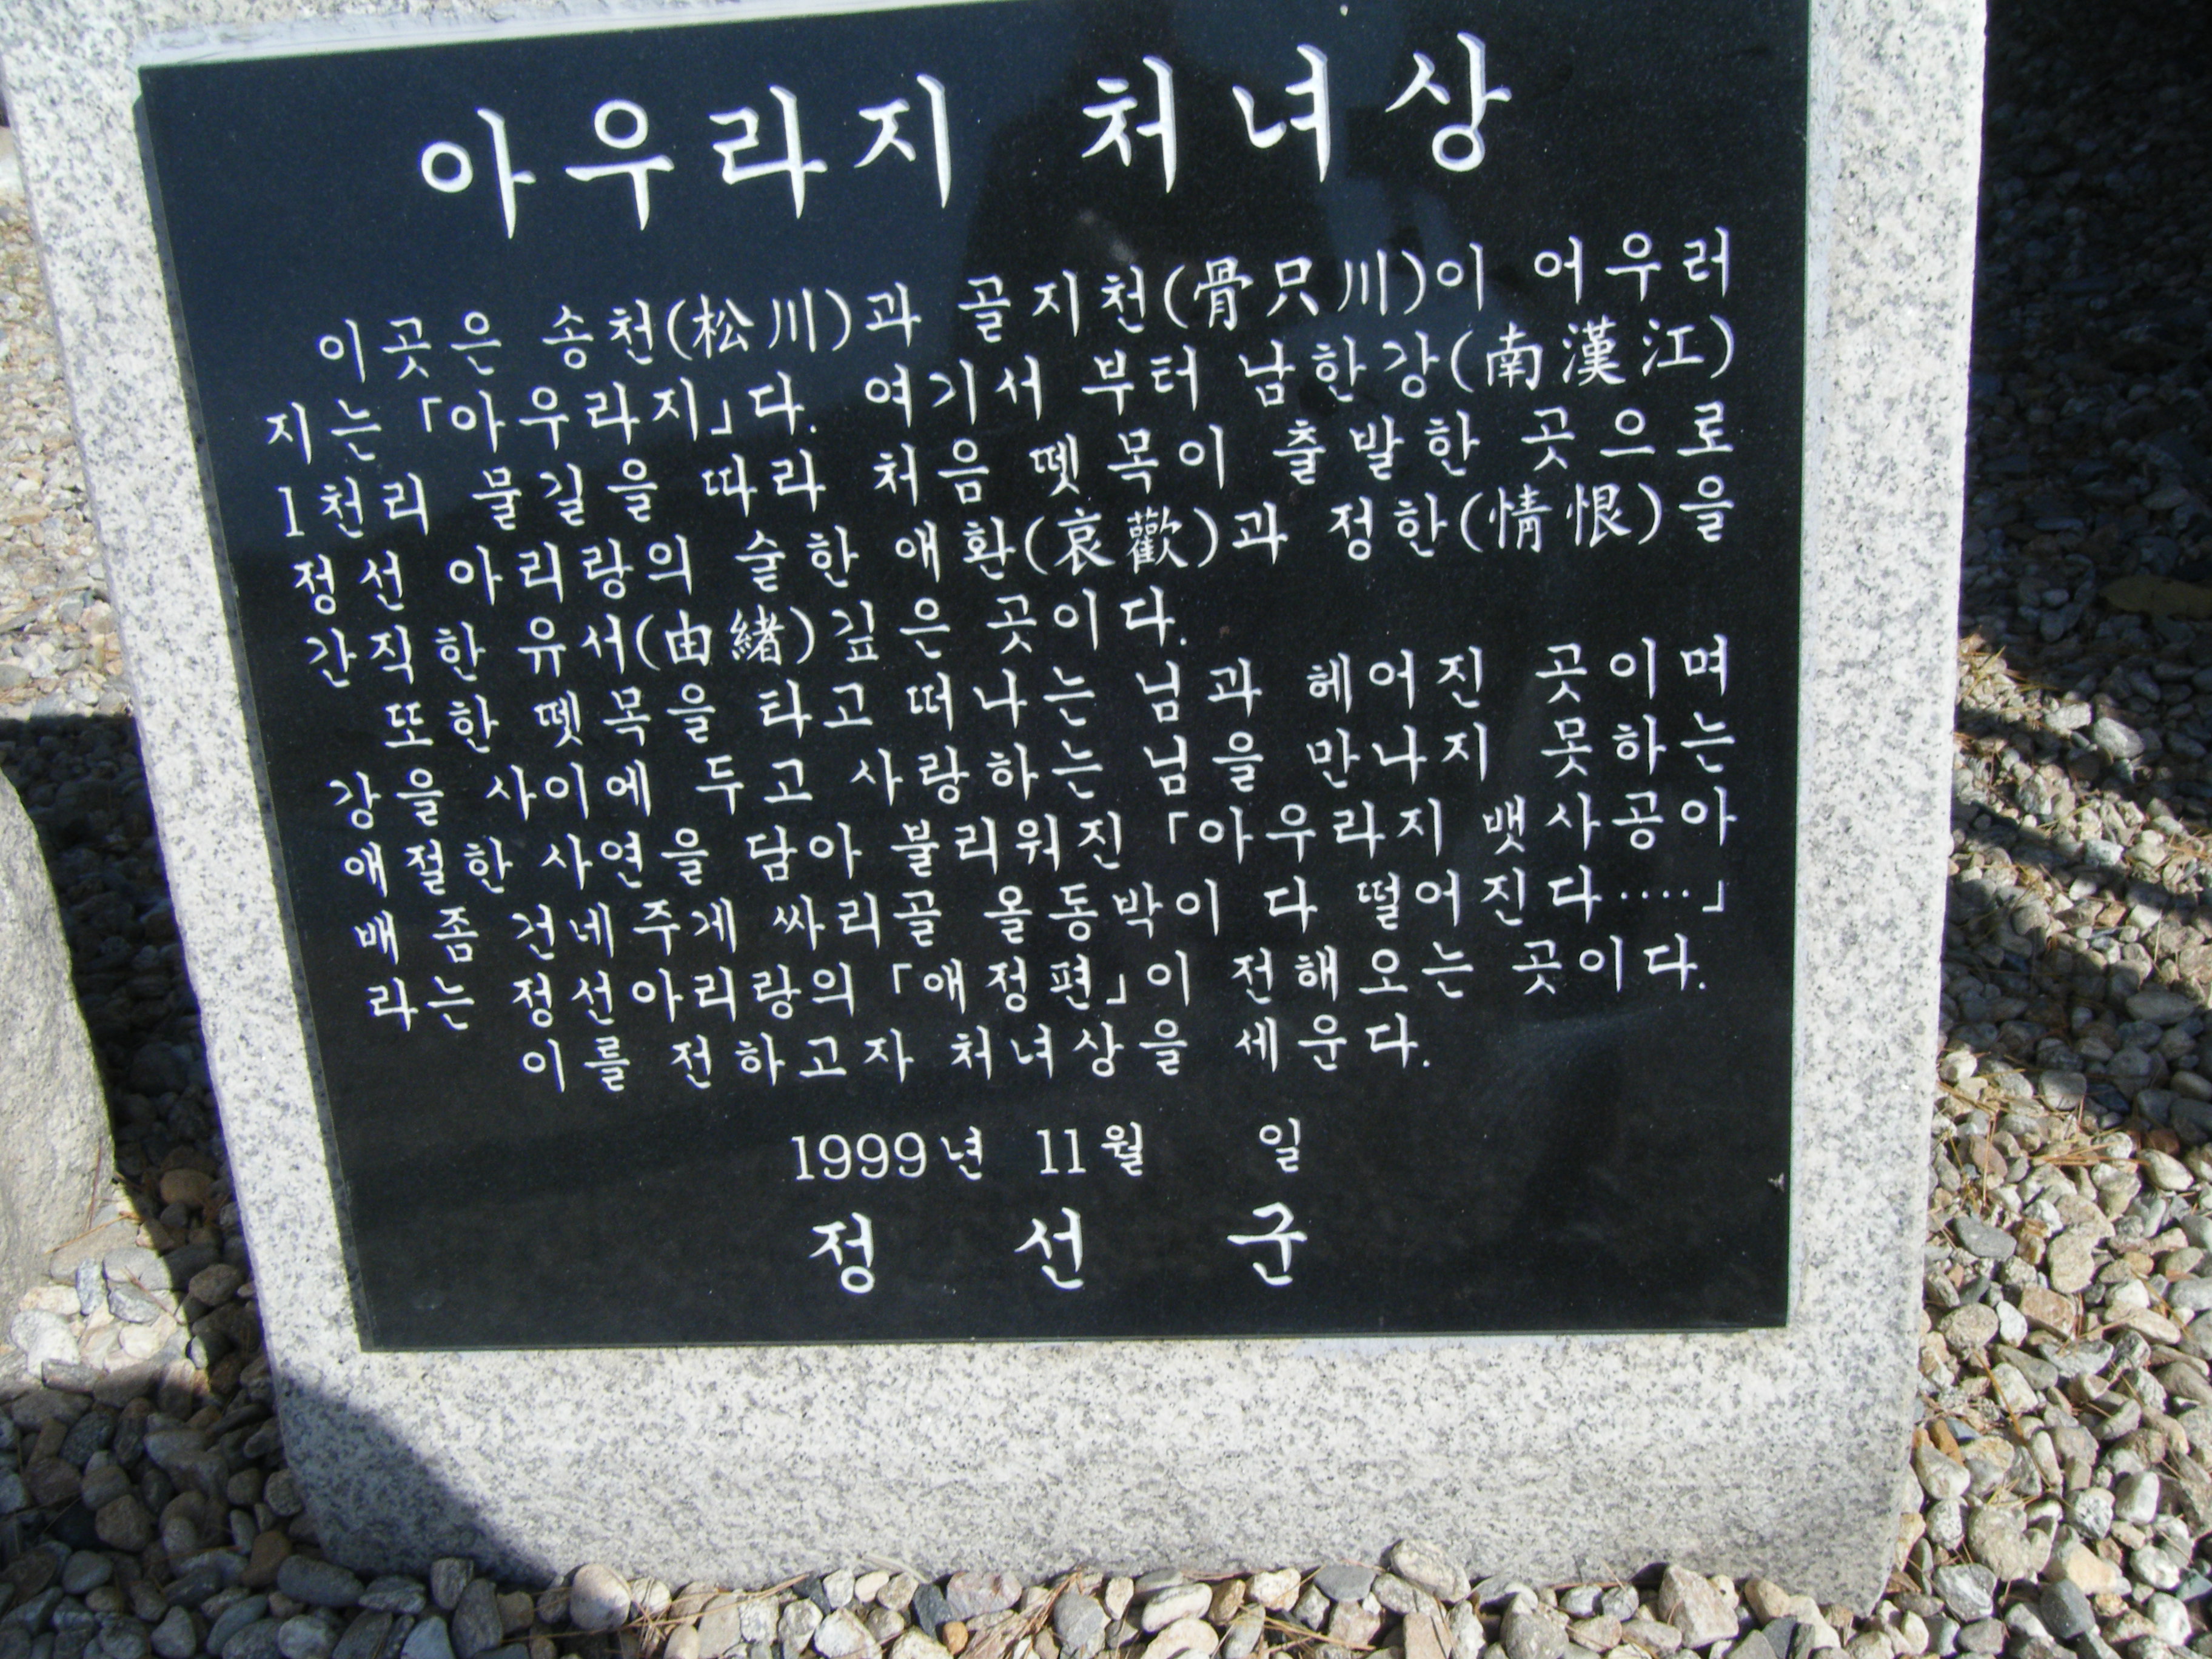 아우라지 처녀상
이곳은 송천(松川)과 골지천(骨只川)이 어우러
지는 「아우라지」다. 여기서 부터 남한강(南漢江)
1천리 물길을 따라 처음 뗏목이 출발한 곳으로
정선 아리랑의 숱한 애환(哀歡)과 정한(情恨)을
간직한 유서(由緖)깊은 곳이다.
또한 뗏목을 타고 떠나는 님과 헤어진 곳이며
강을 사이에 두고 사랑하는 님을 만나지 못하는
애절한 사연을 담아 불리워진 「아우라지 뱃사공아
배 좀 건네주게 싸리골 올동박이 다 떨어진다····」
라는 정선아리랑의 「애정편」이 전해오는 곳이다.
이를 전하고자 처녀상을 세운다.
1999년 11월 일
정 선 군